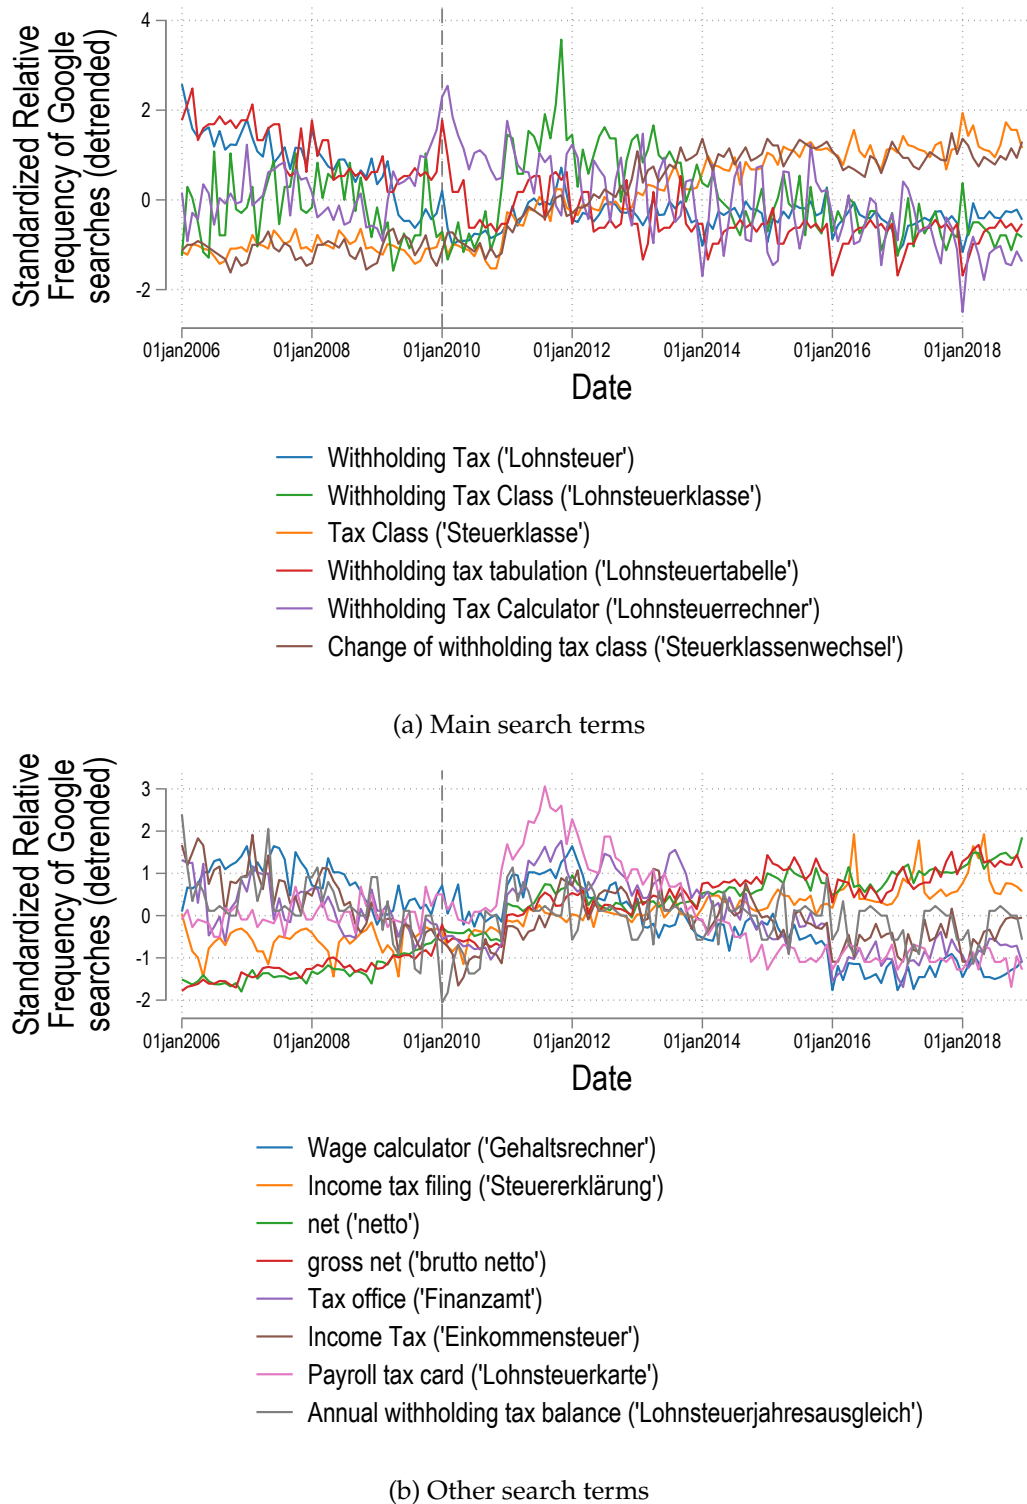 Standardized Relative
Frequency of Google
searches (detrended)
4
2
0
-2
01jan2006 01jan2008 01jan2010 01jan2012 01jan2014 01jan2016 01jan2018
Date
Withholding Tax ('Lohnsteuer')
Withholding Tax Class ('Lohnsteuerklasse')
Tax Class ('Steuerklasse')
Withholding tax tabulation ('Lohnsteuertabelle')
Withholding Tax Calculator ('Lohnsteuerrechner')
Change of withholding tax class ('Steuerklassenwechsel')
(a) Main search terms
Standardized Relative
Frequency of Google
searches (detrended)
3
2
1
0
-1
-2
01jan2006 01jan2008 01jan2010 01jan2012 01jan2014 01jan2016 01jan2018
Date
Wage calculator ('Gehaltsrechner')
Income tax filing ('Steuererklärung')
net ('netto')
gross net ('brutto netto')
Tax office ('Finanzamt')
Income Tax ('Einkommensteuer')
Payroll tax card ('Lohnsteuerkarte')
Annual withholding tax balance ('Lohnsteuerjahresausgleich')
(b) Other search terms